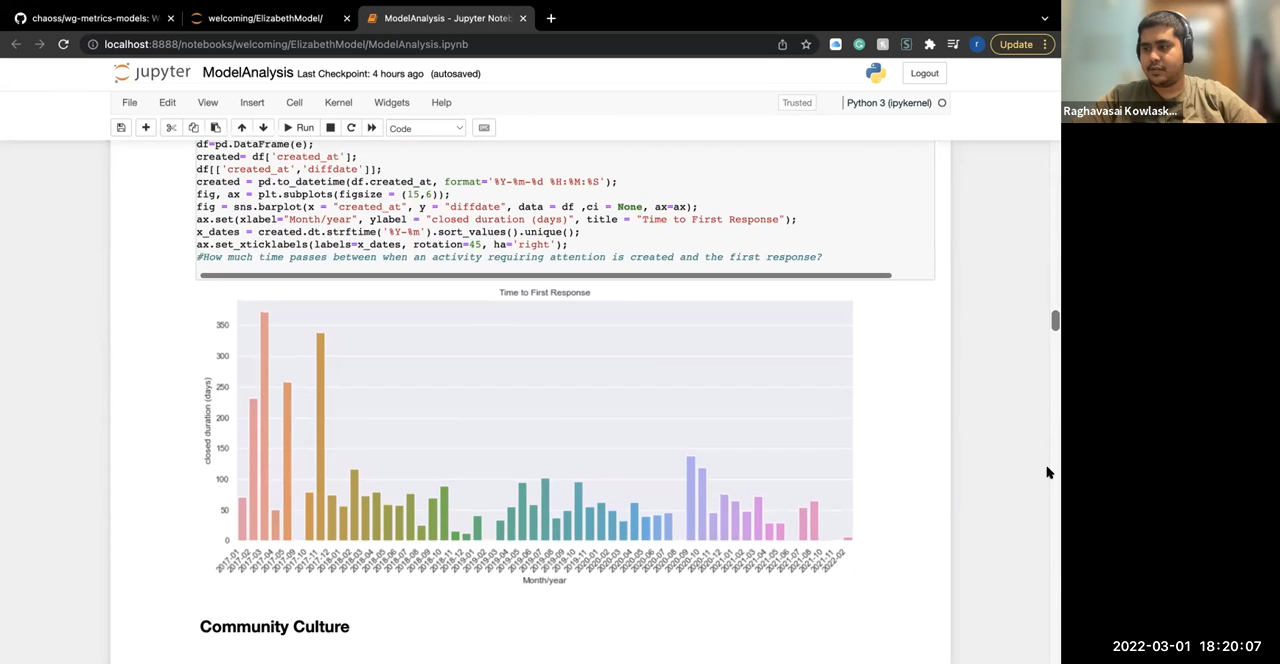 chaoss/wg-metrics-models: W
welcoming/ElizabethModel/
ModelAnalysis - Jupyter Noteb
localhost:8888/notebooks/welcoming/ElizabethModel/ModelAnalysis.ipynb
Update
jupyter ModelAnalysis Last Checkpoint: 4 hours ago (autosaved)
Logout
File Edit View Insert Cell Kernel Widgets Help
Trusted
Python 3 (ipykernel)
Run
Code
df=pd.DataFrame(e);
created= df['created_at'];
df[['created_at','diffdate']];
created = pd.to_datetime(df.created_at, format='%Y-%m-%d %H:%M:%S');
fig, ax = plt.subplots(figsize = (15,6));
fig = sns.barplot(x = "created_at", y = "diffdate", data = df ,ci = None, ax=ax);
ax.set(xlabel="Month/year", ylabel = "closed duration (days)", title = "Time to First Response");
x_dates = created.dt.strftime('%Y-%m').sort_values().unique();
ax.set_xticklabels(labels=x_dates, rotation=45, ha='right');
#How much time passes between when an activity requiring attention is created and the first response?
Time to First Response
closed duration (days)
350
300
250
200
150
100
50
0
Month/year
Community Culture
Raghavasai Kowlask...
2022-03-01 18:20:07